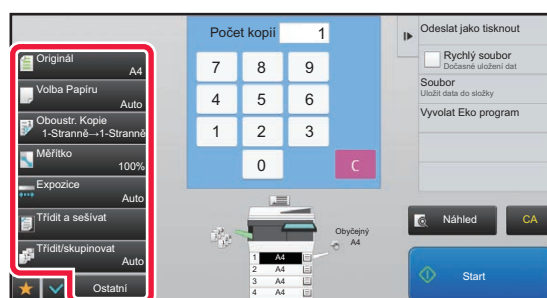 Originál
A4
Volba Papíru
Auto
Oboustr. Kopie
1-Stranně→1-Stranně
Měřítko
100%
Expozice
Auto
Třídit a sešívat
Třídit/skupinovat
Auto
Ostatní
Počet kopií 1
7 8 9
4 5 6
1 2 3
0 C
Obyčejný
A4
1 A4
2 A4
3 A4
4 A4
Odeslat jako tisknout
Rychlý soubor
Dočasné uložení dat
Soubor
Uložit data do složky
Vyvolat Eko program
Náhled
CA
Start